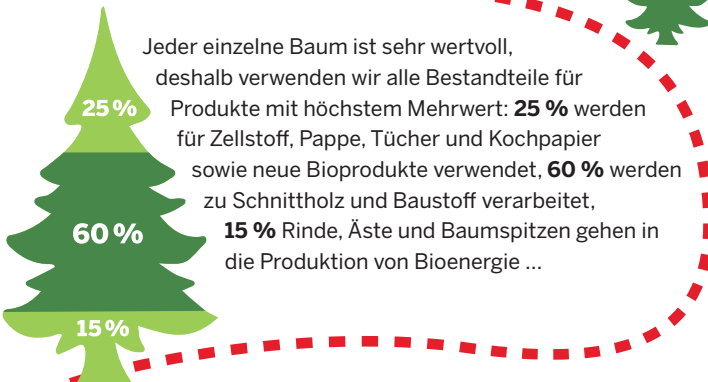 Jeder einzelne Baum ist sehr wertvoll,
deshalb verwenden wir alle Bestandteile für
25 %
Produkte mit höchstem Mehrwert: 25 % werden
für Zellstoff, Pappe, Tücher und Kochpapier
sowie neue Bioprodukte verwendet, 60 % werden
zu Schnittholz und Baustoff verarbeitet,
60 %
15 % Rinde, Äste und Baumspitzen gehen in
die Produktion von Bioenergie ...
15 %